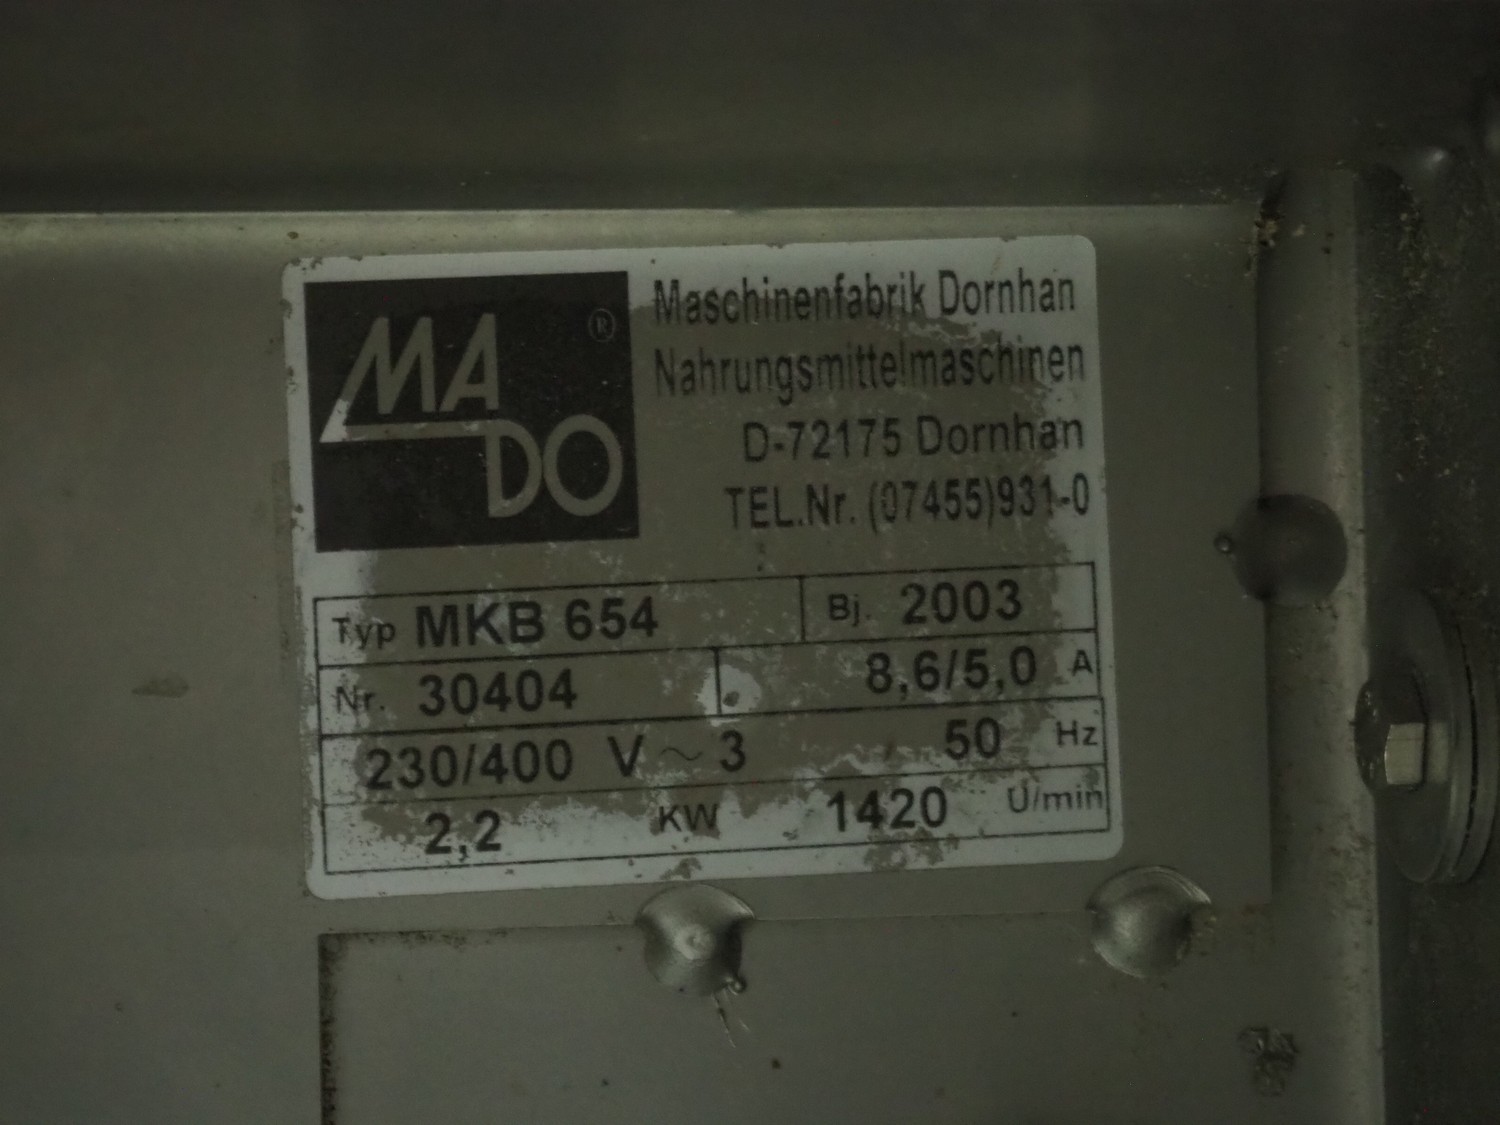 MA
DO
®
Maschinenfabrik Dornhan
Nahrungsmittelmaschinen
D-72175 Dornhan
TEL.Nr. (07455)931-0
Typ MKB 654 Bj. 2003
Nr. 30404 8,6/5,0 A
230/400 V ~ 3 50 Hz
2,2 KW 1420 U/min